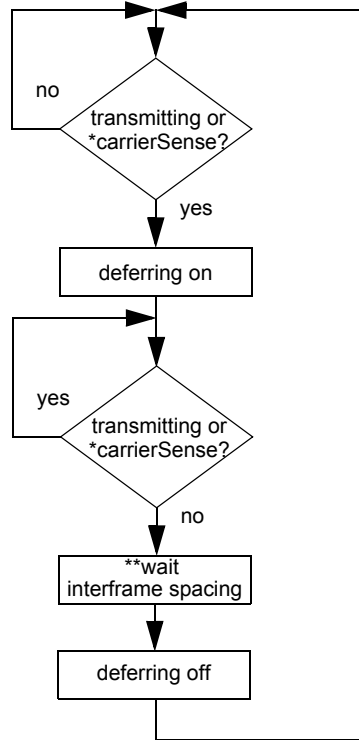 no
transmitting or
*carrierSense?
yes
deferring on
yes
transmitting or
*carrierSense?
no
**wait
interframe spacing
deferring off